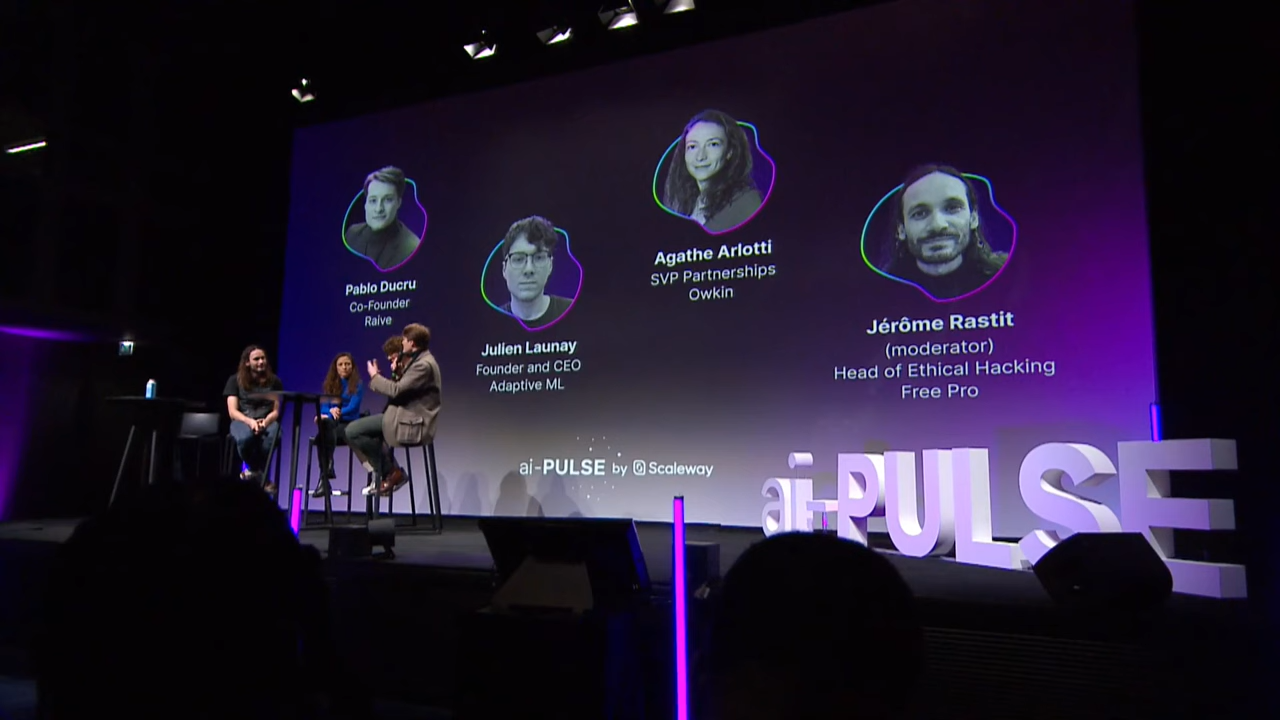 Pablo Ducru
Co-Founder
Raive
Julien Launay
Founder and CEO
Adaptive ML
Agathe Arlotti
SVP Partnerships
Owkin
Jérôme Rastit
(moderator)
Head of Ethical Hacking
Free Pro
ai-PULSE by Scaleway
ai-PULSE